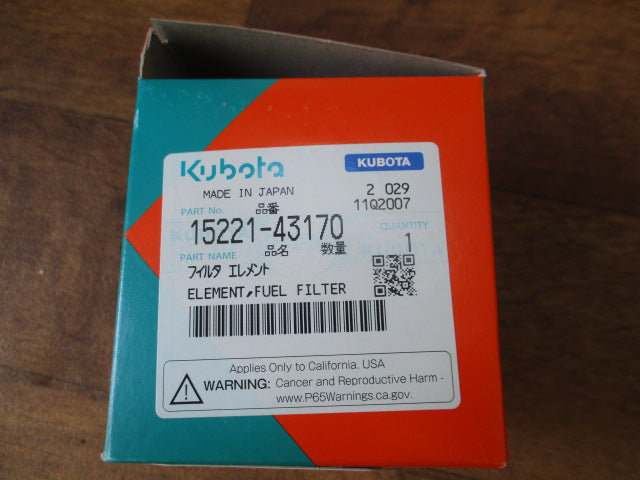 Kubota KUBOTA
MADE IN JAPAN 2 029
PART No. 品番 11Q2007
15221-43170 QUANTITY
品名 数量 1
PART NAME
フィルタ エレメント
ELEMENT,FUEL FILTER
Applies Only to California, USA
WARNING: Cancer and Reproductive Harm -
www.P65Warnings.ca.gov.